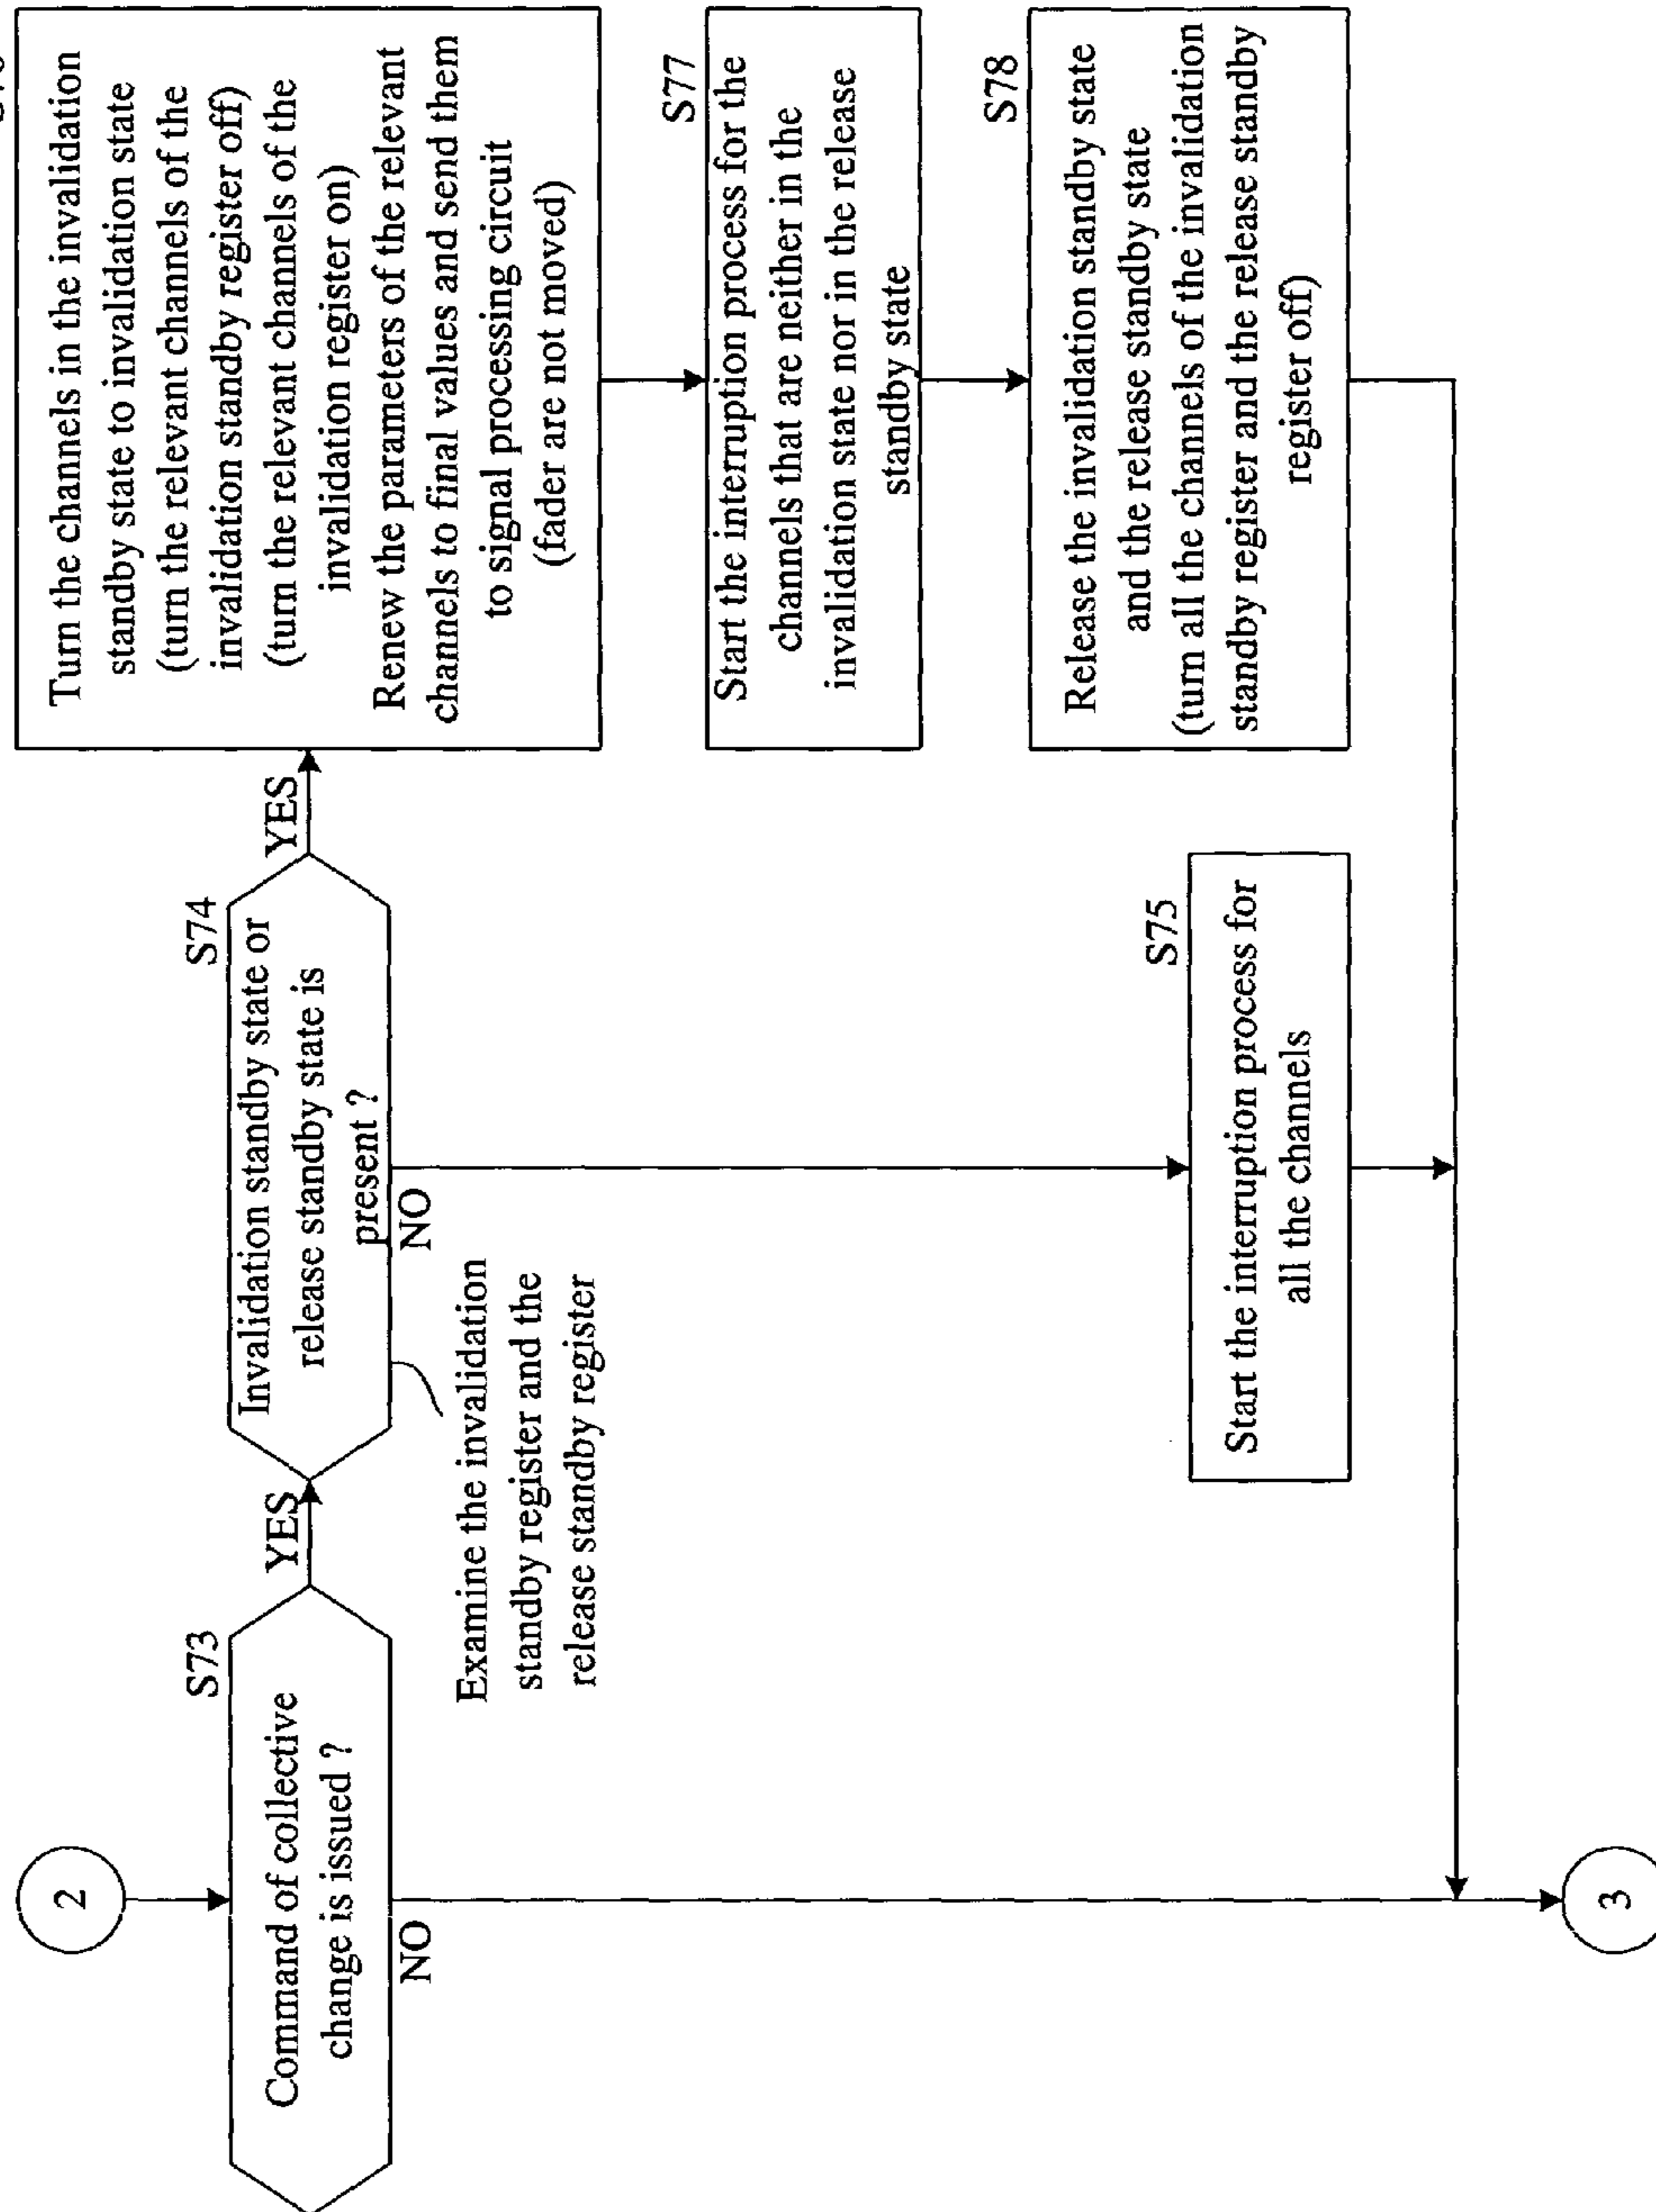 2
S73
Command of collective
change is issued ?
YES
NO
S74
Invalidation standby state or
release standby state is
present ?
YES
NO
Examine the invalidation
standby register and the
release standby register
S75
Start the interruption process for
all the channels
Turn the channels in the invalidation
standby state to invalidation state
(turn the relevant channels of the
invalidation standby register off)
(turn the relevant channels of the
invalidation register on)
Renew the parameters of the relevant
channels to final values and send them
to signal processing circuit
(fader are not moved)
S77
Start the interruption process for the
channels that are neither in the
invalidation state nor in the release
standby state
S78
Release the invalidation standby state
and the release standby state
(turn all the channels of the invalidation
standby register and the release standby
register off)
3